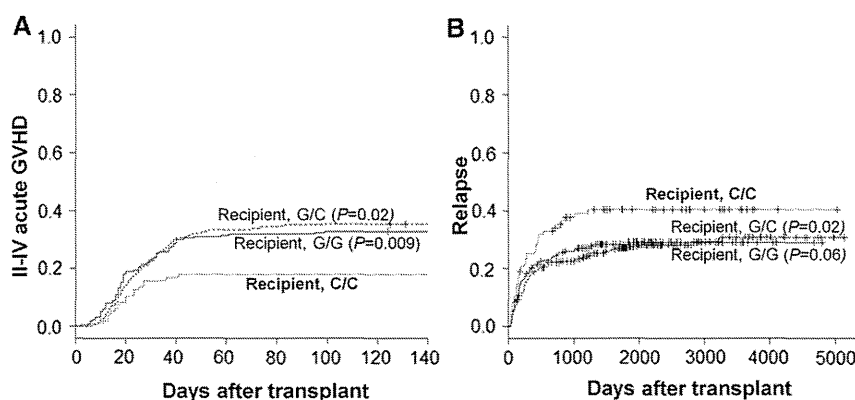 A
1.0
0.8
0.6
0.4
0.2
0.0
II-IV acute GVHD
Recipient, G/C (P=0.02)
Recipient, G/G (P=0.009)
Recipient, C/C
0 20 40 60 80 100 120 140
Days after transplant
B
1.0
0.8
0.6
0.4
0.2
0.0
Relapse
Recipient, C/C
Recipient, G/C (P=0.02)
Recipient, G/G (P=0.06)
0 1000 2000 3000 4000 5000
Days after transplant